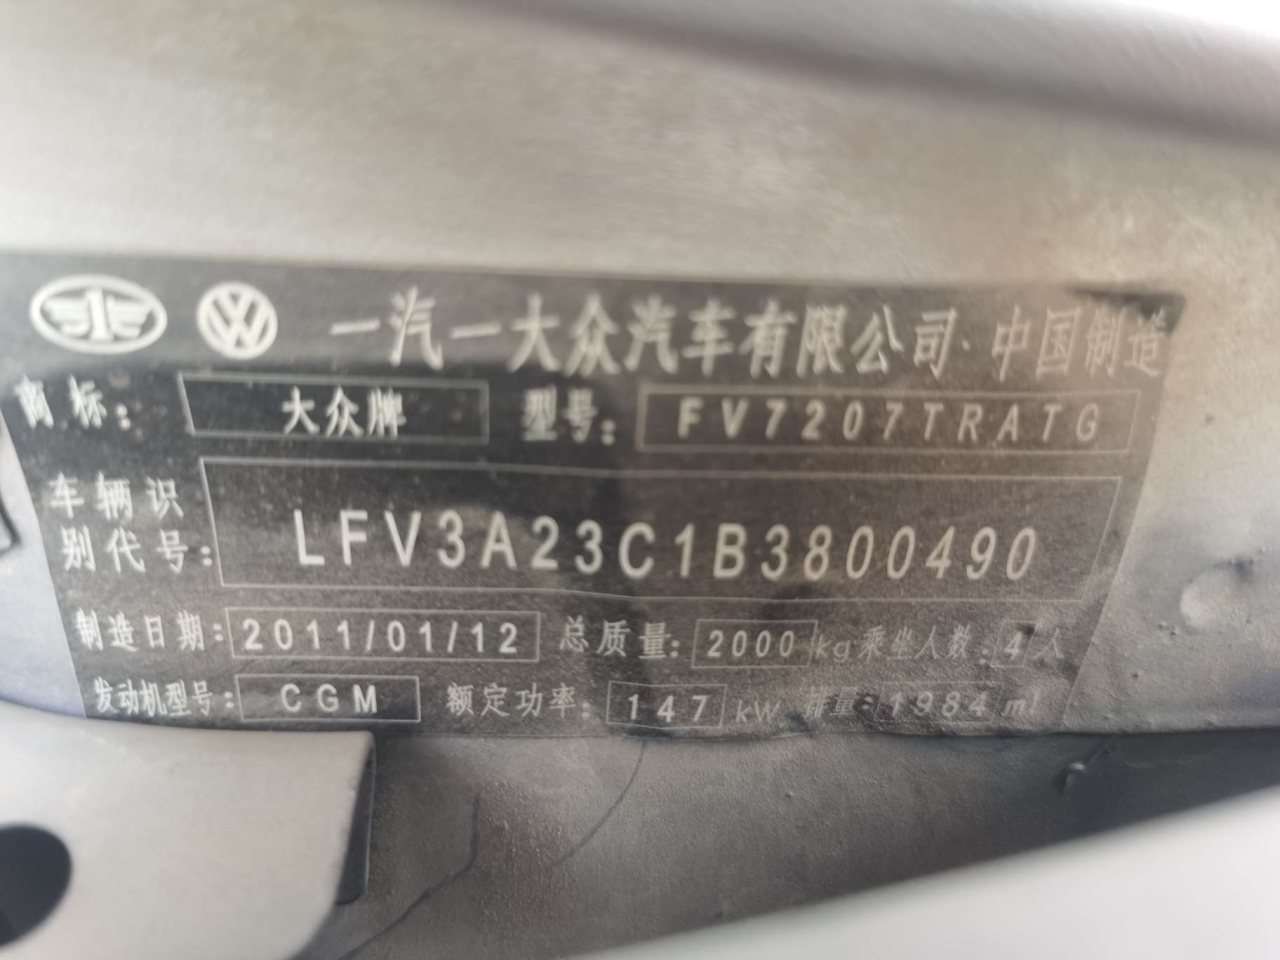 一汽一大众汽车有限公司·中国制造
商标: 大众牌 型号: FV7207TRATG
车辆识别代号: LFV3A23C1B3800490
制造日期: 2011/01/12 总质量: 2000 kg 乘坐人数: 4 人
发动机型号: CGM 额定功率: 147 kW 排量: 1984 ml